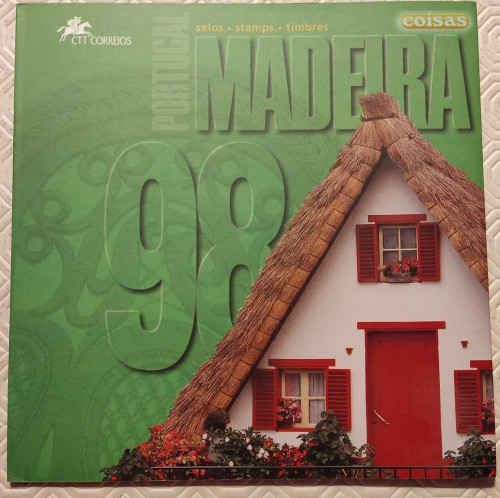 selos • stamps • timbres
coisas
CTT CORREIOS
PORTUGAL
MADEIRA
98